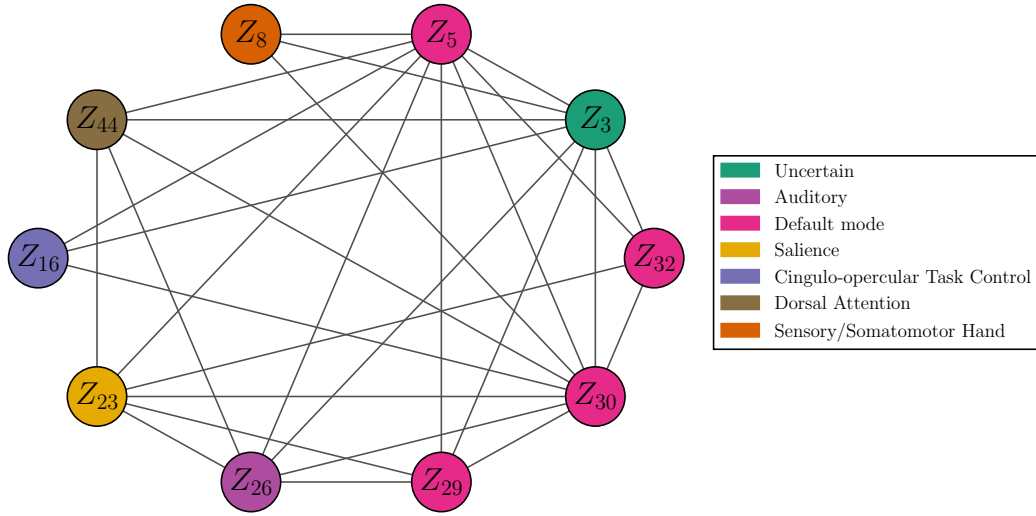 Z8
Z5
Z44
Z3
Z16
Z32
Z23
Z30
Z26
Z29
Uncertain
Auditory
Default mode
Salience
Cingulo-opercular Task Control
Dorsal Attention
Sensory/Somatomotor Hand